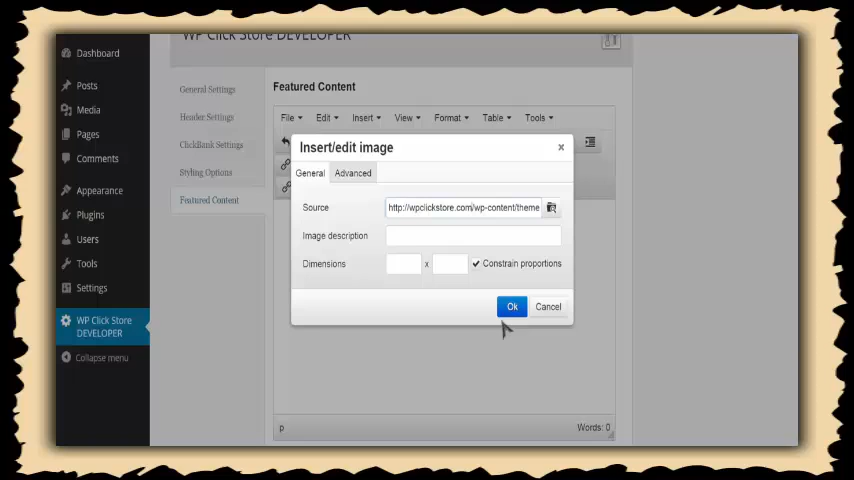 WP Click Store DEVELOPER
Dashboard
Posts
Media
Pages
Comments
Appearance
Plugins
Users
Tools
Settings
WP Click Store
DEVELOPER
Collapse menu
General Settings
Header Settings
ClickBank Settings
Styling Options
Featured Content
Featured Content
File Edit Insert View Format Table Tools
Insert/edit image
General Advanced
Source http://wpclickstore.com/wp-content/theme
Image description
Dimensions x Constrain proportions
Ok Cancel
p Words: 0